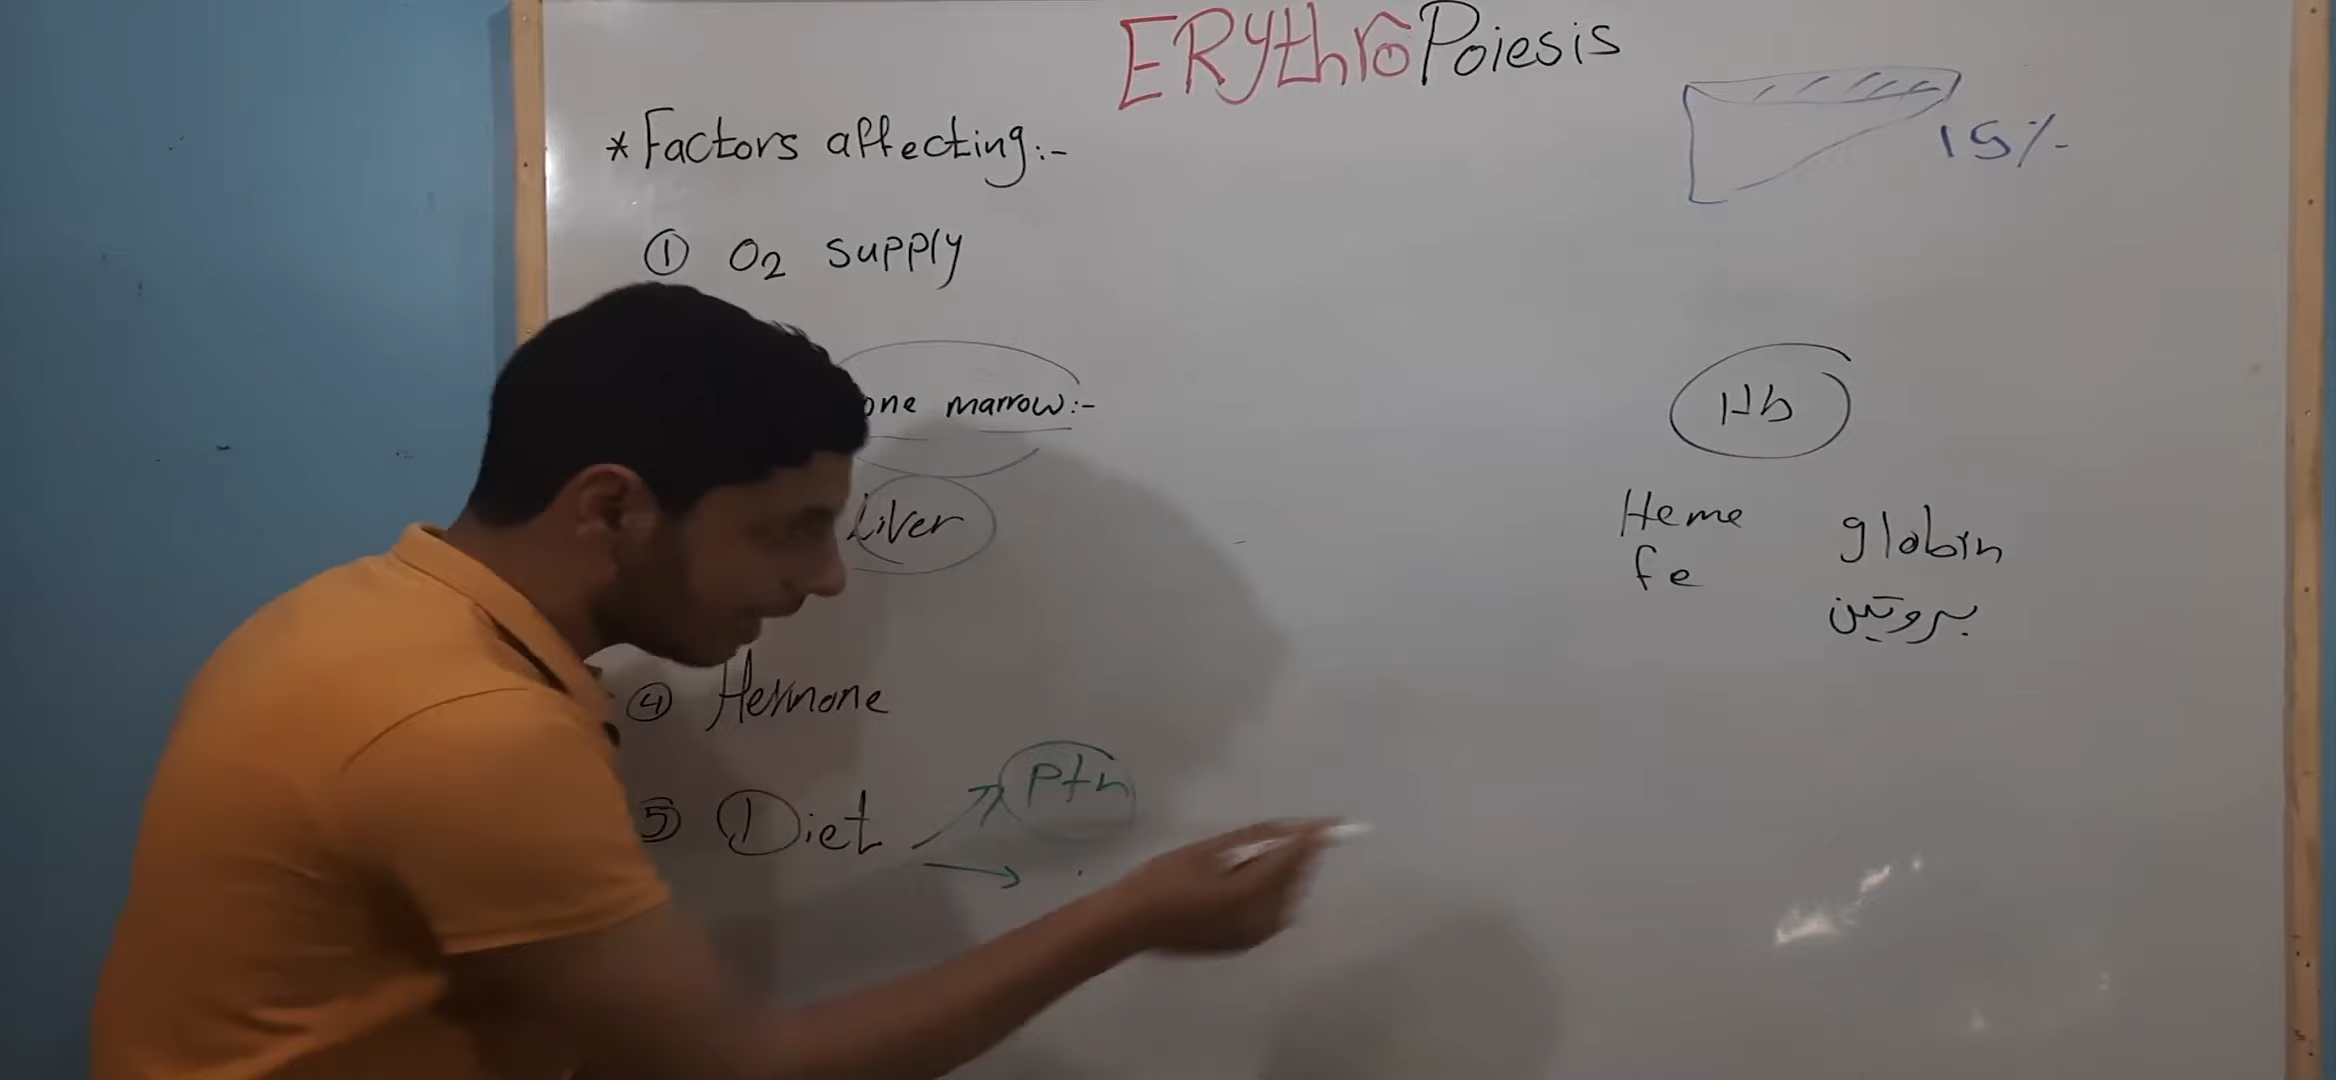 ERythroPoiesis
*Factors affecting:-
15%
① O2 supply
one marrow:-
Hb
Liver
Heme globin
fe
بروتين
④ Hormone
⑤ Diet
Ptn